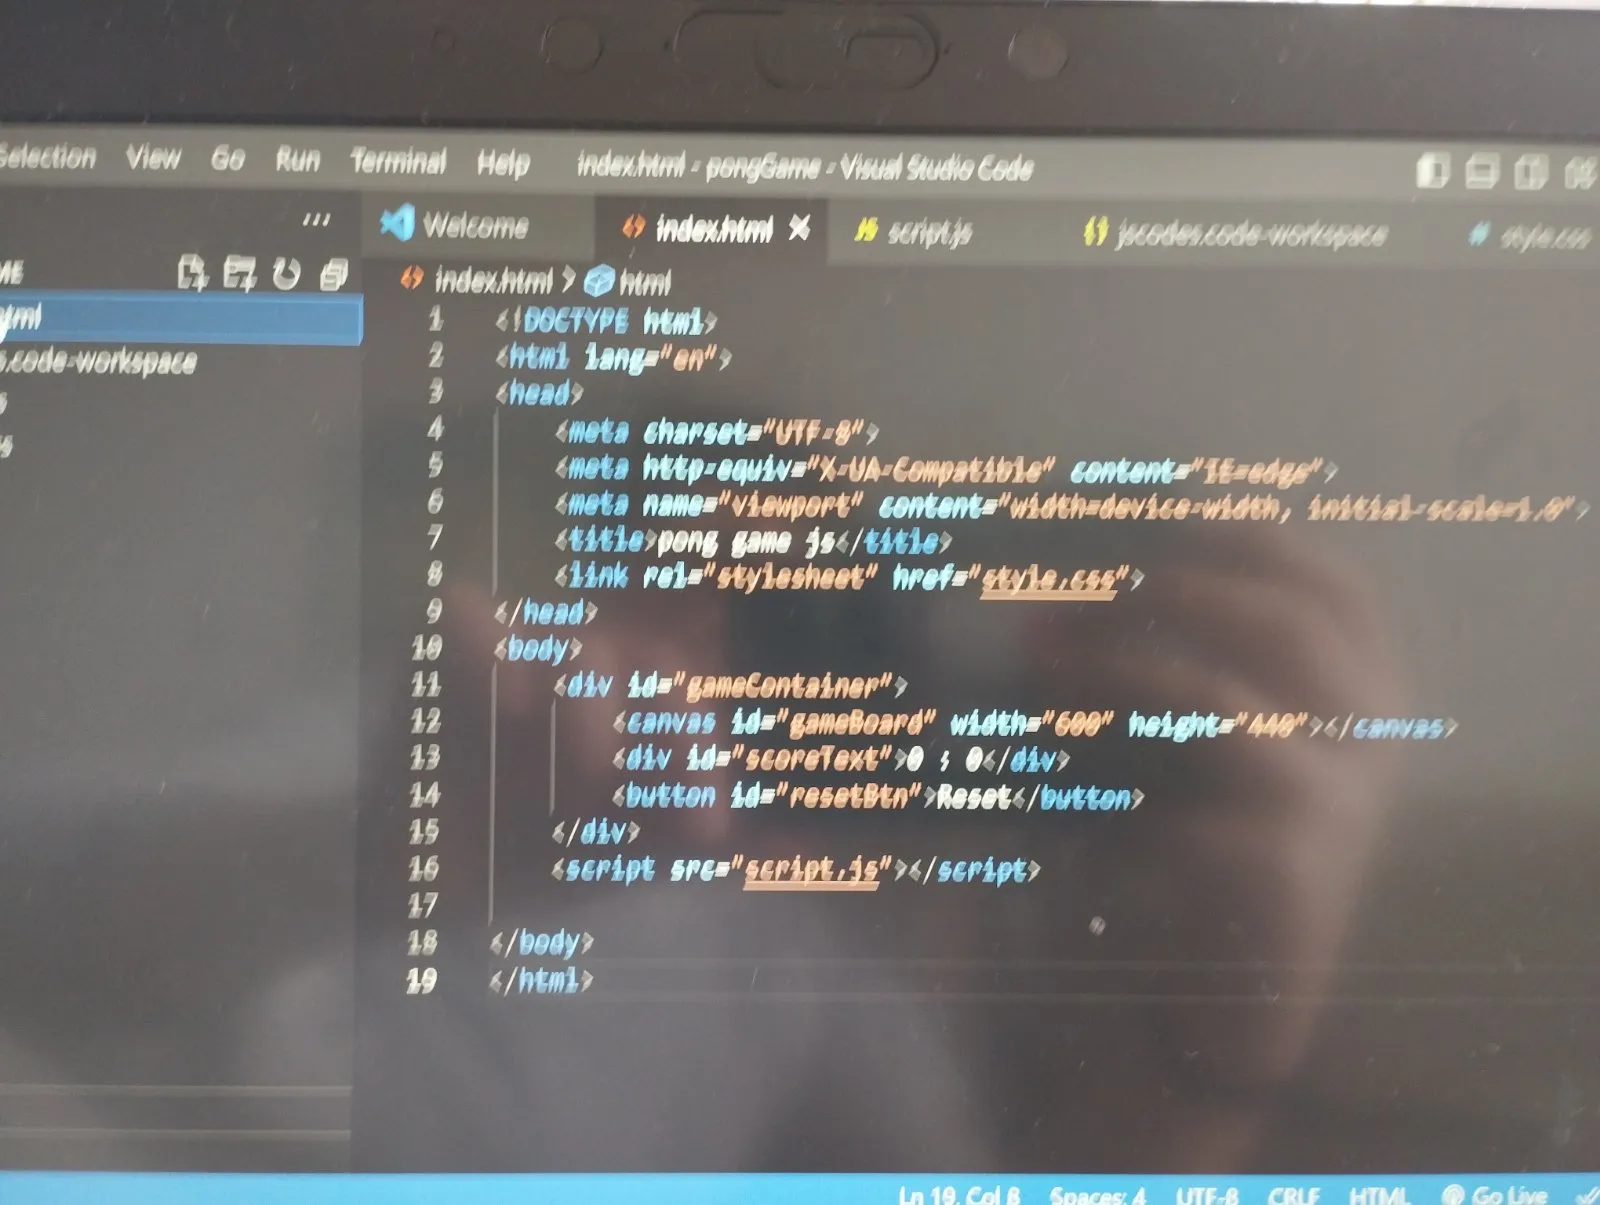 Selection View Go Run Terminal Help index.html - pongGame - Visual Studio Code
Welcome index.html script.js jscodes.code-workspace style.css
index.html > html
1 <!DOCTYPE html>
2 <html lang="en">
3 <head>
4 <meta charset="UTF-8">
5 <meta http-equiv="X-UA-Compatible" content="IE=edge">
6 <meta name="viewport" content="width=device-width, initial-scale=1.0">
7 <title>pong game js</title>
8 <link rel="stylesheet" href="style.css">
9 </head>
10 <body>
11 <div id="gameContainer">
12 <canvas id="gameBoard" width="600" height="440"></canvas>
13 <div id="scoreText">0 : 0</div>
14 <button id="resetBtn">Reset</button>
15 </div>
16 <script src="script.js"></script>
17
18 </body>
19 </html>
ME
html
s.code-workspace
s
s
Ln 19, Col 8 Spaces: 4 UTF-8 CRLF HTML Go Live